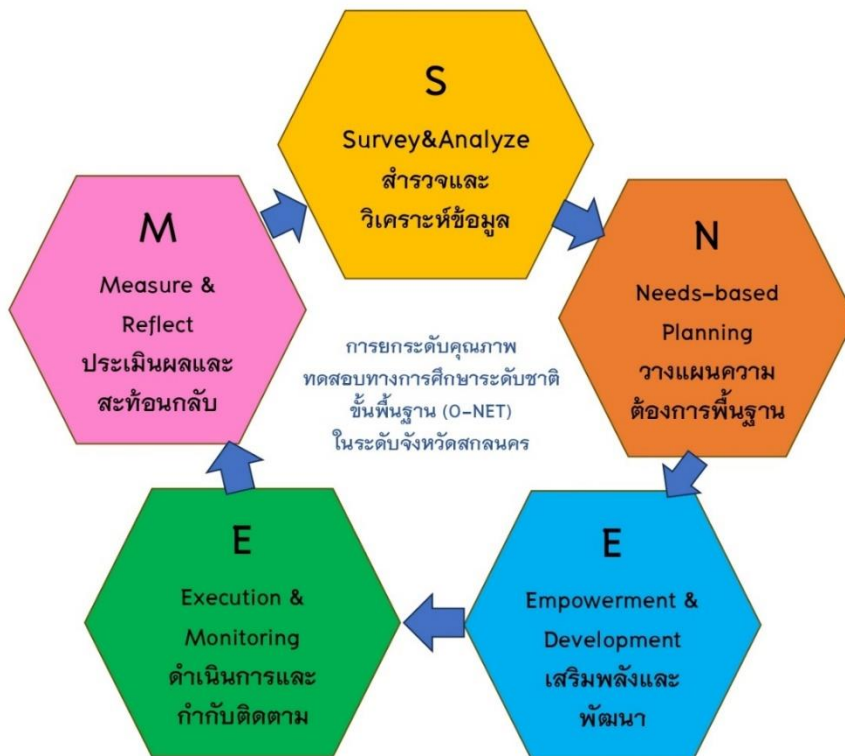 S
Survey&Analyze
สำรวจและ
วิเคราะห์ข้อมูล
N
Needs-based
Planning
วางแผนความ
ต้องการพื้นฐาน
E
Empowerment &
Development
เสริมพลังและ
พัฒนา
E
Execution &
Monitoring
ดำเนินการและ
กำกับติดตาม
M
Measure &
Reflect
ประเมินผลและ
สะท้อนกลับ
การยกระดับคุณภาพ
ทดสอบทางการศึกษาระดับชาติ
ขั้นพื้นฐาน (O-NET)
ในระดับจังหวัดสกลนคร